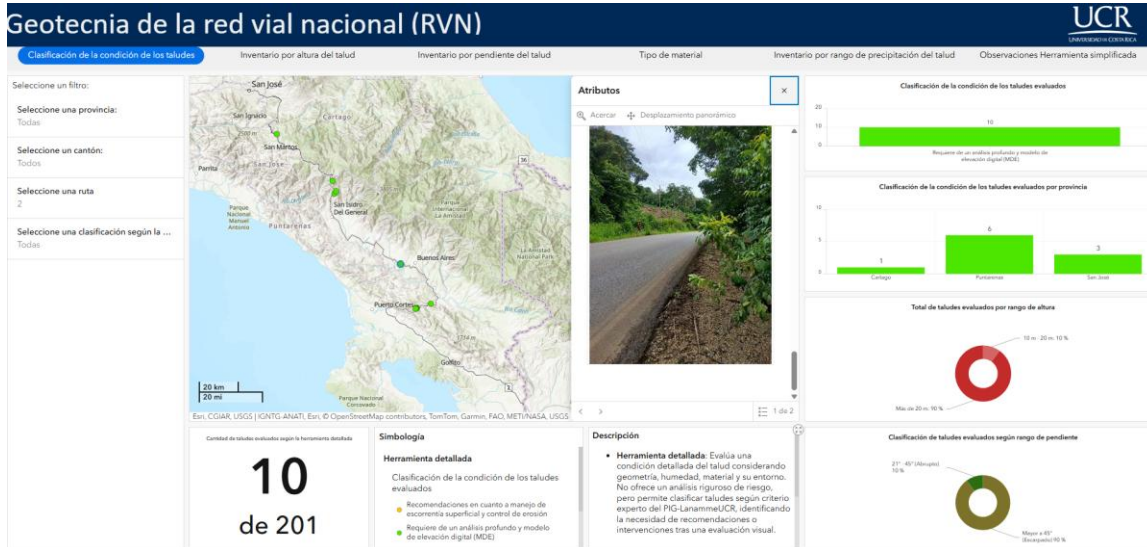 Geotecnia de la red vial nacional (RVN)
UCR
UNIVERSIDAD DE COSTA RICA
Clasificación de la condición de los taludes
Inventario por altura del talud
Inventario por pendiente del talud
Tipo de material
Inventario por rango de precipitación del talud
Observaciones Herramienta simplificada
Seleccione un filtro:
Seleccione una provincia:
Todas
Seleccione un cantón:
Todos
Seleccione una ruta
2
Seleccione una clasificación según la ...
Todas
San José
San Ignacio
Cartago
2500 m
San Marcos
San José
Parrita
36
San Isidro
Del General
Parque
Internacional
La Amistad
Parque
Nacional
Manuel
Antonio
Puntarenas
La Amistad
National Park
Buenos Aires
Puerto Cortes
774 m
Golfito
Parque Nacional
Corcovado
20 km
20 mi
Esri, CGIAR, USGS | IGNTG-ANATI, Esri, © OpenStreetMap contributors, TomTom, Garmin, FAO, METI/NASA, USGS
Atributos
×
Acercar
Desplazamiento panorámico
1 de 2
Clasificación de la condición de los taludes evaluados
20
10
0
10
Requiere de un análisis profundo y modelo de
elevación digital (MDE)
Clasificación de la condición de los taludes evaluados por provincia
10
5
0
1
6
3
Cartago
Puntarenas
San José
Total de taludes evaluados por rango de altura
10 m - 20 m: 10 %
Más de 20 m: 90 %
Clasificación de taludes evaluados según rango de pendiente
21° - 45° (Abrupto)
10 %
Mayor a 45°
(Escarpado) 90 %
Cantidad de taludes evaluados según la herramienta detallada
10
de 201
Simbología
Herramienta detallada
Clasificación de la condición de los taludes
evaluados
Recomendaciones en cuanto a manejo de
escorrentía superficial y control de erosión
Requiere de un análisis profundo y modelo
de elevación digital (MDE)
Descripción
• Herramienta detallada: Evalúa una
condición detallada del talud considerando
geometría, humedad, material y su entorno.
No ofrece un análisis riguroso de riesgo,
pero permite clasificar taludes según criterio
experto del PIG-LanammeUCR, identificando
la necesidad de recomendaciones o
intervenciones tras una evaluación visual.